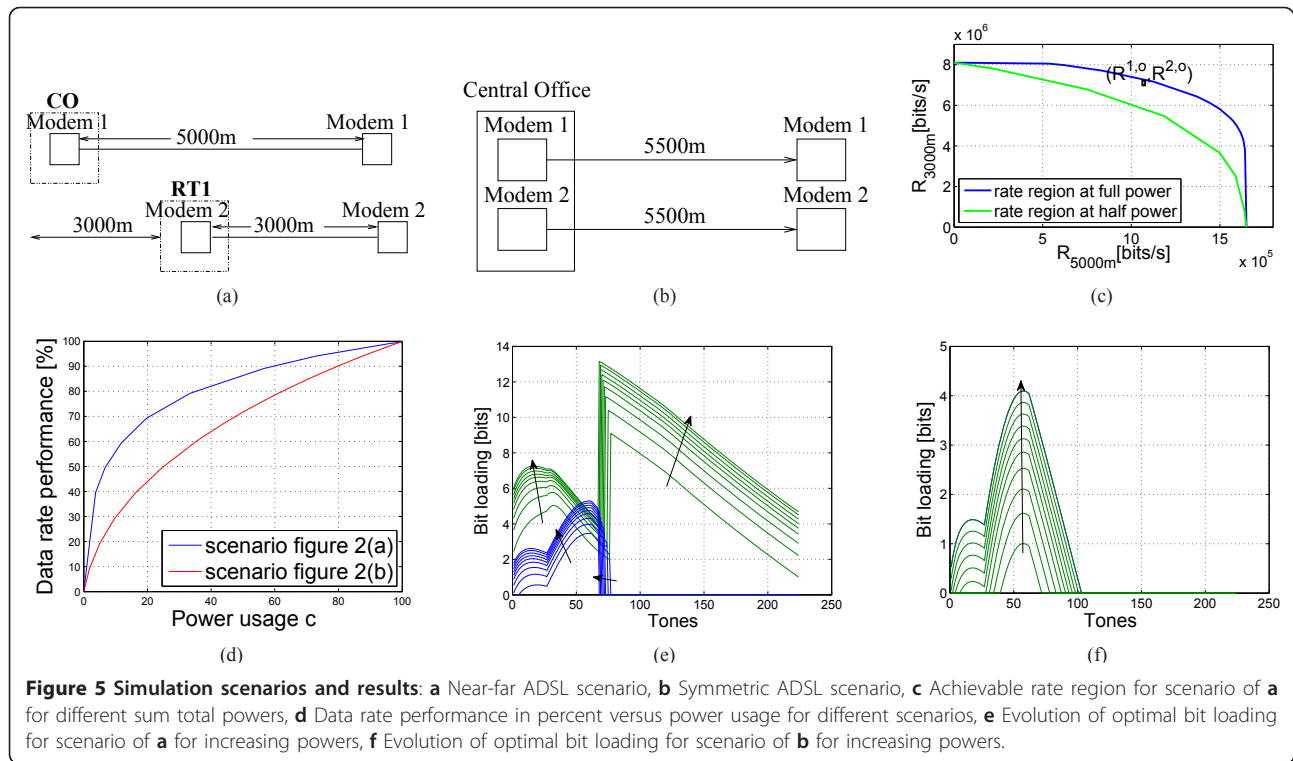 CO
Modem 1
Modem 1
5000m
RT1
Modem 2
Modem 2
3000m
3000m
(a)
Central Office
Modem 1
Modem 1
5500m
Modem 2
Modem 2
5500m
(b)
x 10^6
8
6
4
2
0
R_3000m[bits/s]
(R^1,o, R^2,o)
rate region at full power
rate region at half power
0
5
10
15
R_5000m[bits/s]
x 10^5
(c)
100
90
80
70
60
50
40
30
20
10
0
Data rate performance [%]
scenario figure 2(a)
scenario figure 2(b)
0
20
40
60
80
100
Power usage c
(d)
14
12
10
8
6
4
2
0
Bit loading [bits]
0
50
100
150
200
250
Tones
(e)
5
4
3
2
1
0
Bit loading [bits]
0
50
100
150
200
250
Tones
(f)
Figure 5 Simulation scenarios and results: a Near-far ADSL scenario, b Symmetric ADSL scenario, c Achievable rate region for scenario of a
for different sum total powers, d Data rate performance in percent versus power usage for different scenarios, e Evolution of optimal bit loading
for scenario of a for increasing powers, f Evolution of optimal bit loading for scenario of b for increasing powers.